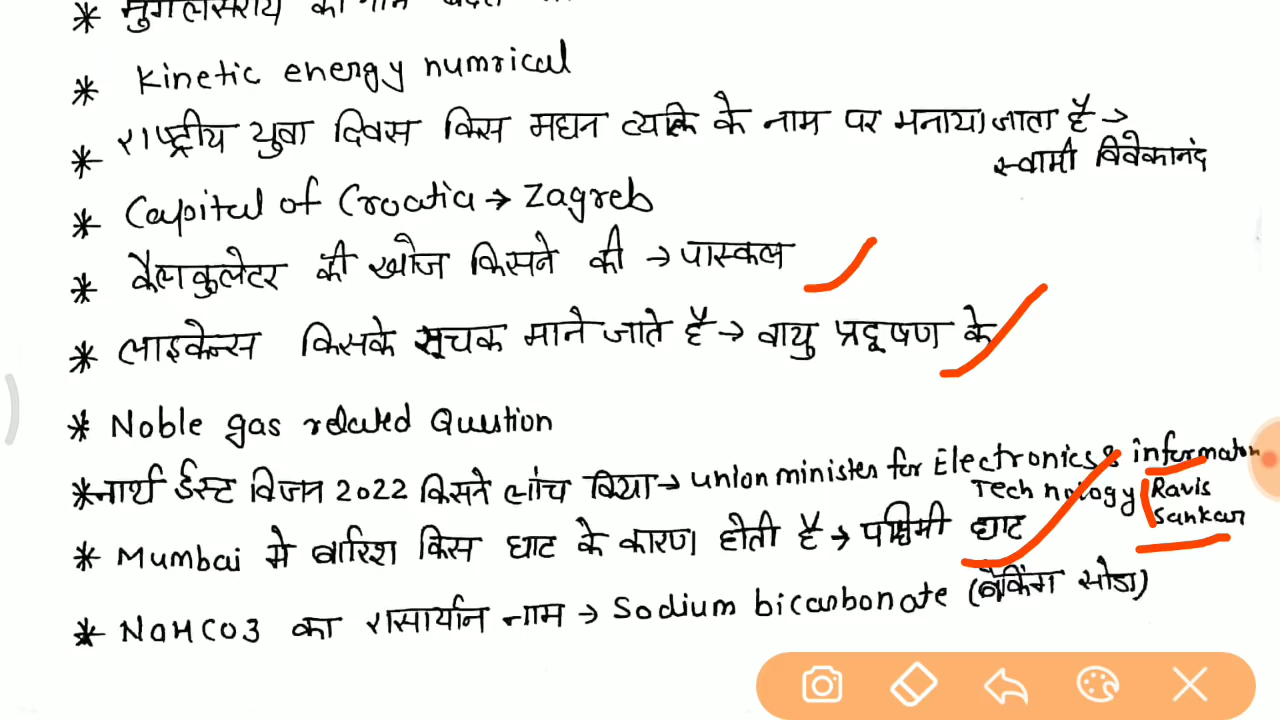 * मुगलसराय का नाम बदल
* Kinetic energy numrical
* राष्ट्रीय युवा दिवस किस महान व्यक्ति के नाम पर मनाया जाता है →
स्वामी विवेकानंद
* Capital of Croatia → Zagreb
* कैलकुलेटर की खोज किसने की → पास्कल
* लाइकेन्स किसके सूचक माने जाते है → वायु प्रदूषण के
* Noble gas related Question
* नार्थ ईस्ट विजन 2022 किसने लांच किया → union minister for Electronics & information
Technology Ravis
Sankar
* Mumbai मे बारिश किस घाट के कारण होती है → पश्चिमी घाट
* NaHCO3 का रासायनि नाम → Sodium bicarbonate (बेकिंग सोडा)